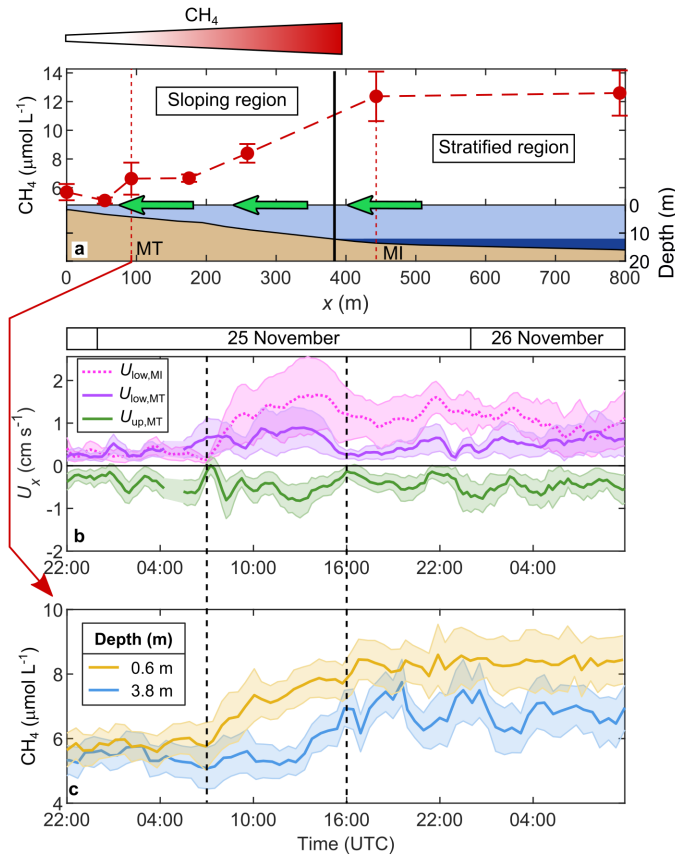 CH₄
14
12
10
8
6
CH₄ (μmol L⁻¹)
Sloping region
Stratified region
0
10
20
Depth (m)
a
MT
MI
0 100 200 300 400 500 600 700 800
x (m)
25 November 26 November
U_low,MI
U_low,MT
U_up,MT
2
1
0
-1
-2
U_x (cm s⁻¹)
b
22:00 04:00 10:00 16:00 22:00 04:00
10
8
6
4
CH₄ (μmol L⁻¹)
Depth (m)
0.6 m
3.8 m
c
22:00 04:00 10:00 16:00 22:00 04:00
Time (UTC)